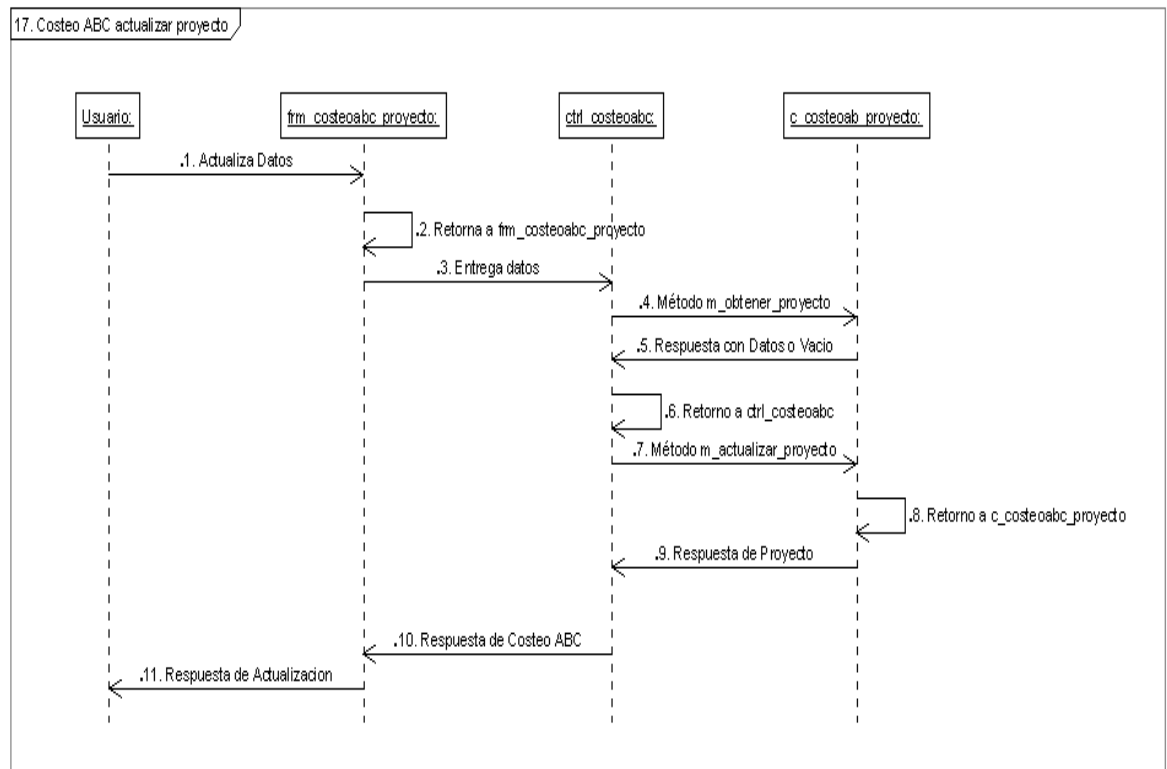 17. Costeo ABC actualizar proyecto
Usuario:
frm_costeoabc_proyecto:
ctrl_costeoabc:
c_costeoab_proyecto:
.1. Actualiza Datos
.2. Retorna a frm_costeoabc_proyecto
.3. Entrega datos
.4. Método m_obtener_proyecto
.5. Respuesta con Datos o Vacio
.6. Retorno a ctrl_costeoabc
.7. Método m_actualizar_proyecto
.8. Retorno a c_costeoabc_proyecto
.9. Respuesta de Proyecto
.10. Respuesta de Costeo ABC
.11. Respuesta de Actualizacion